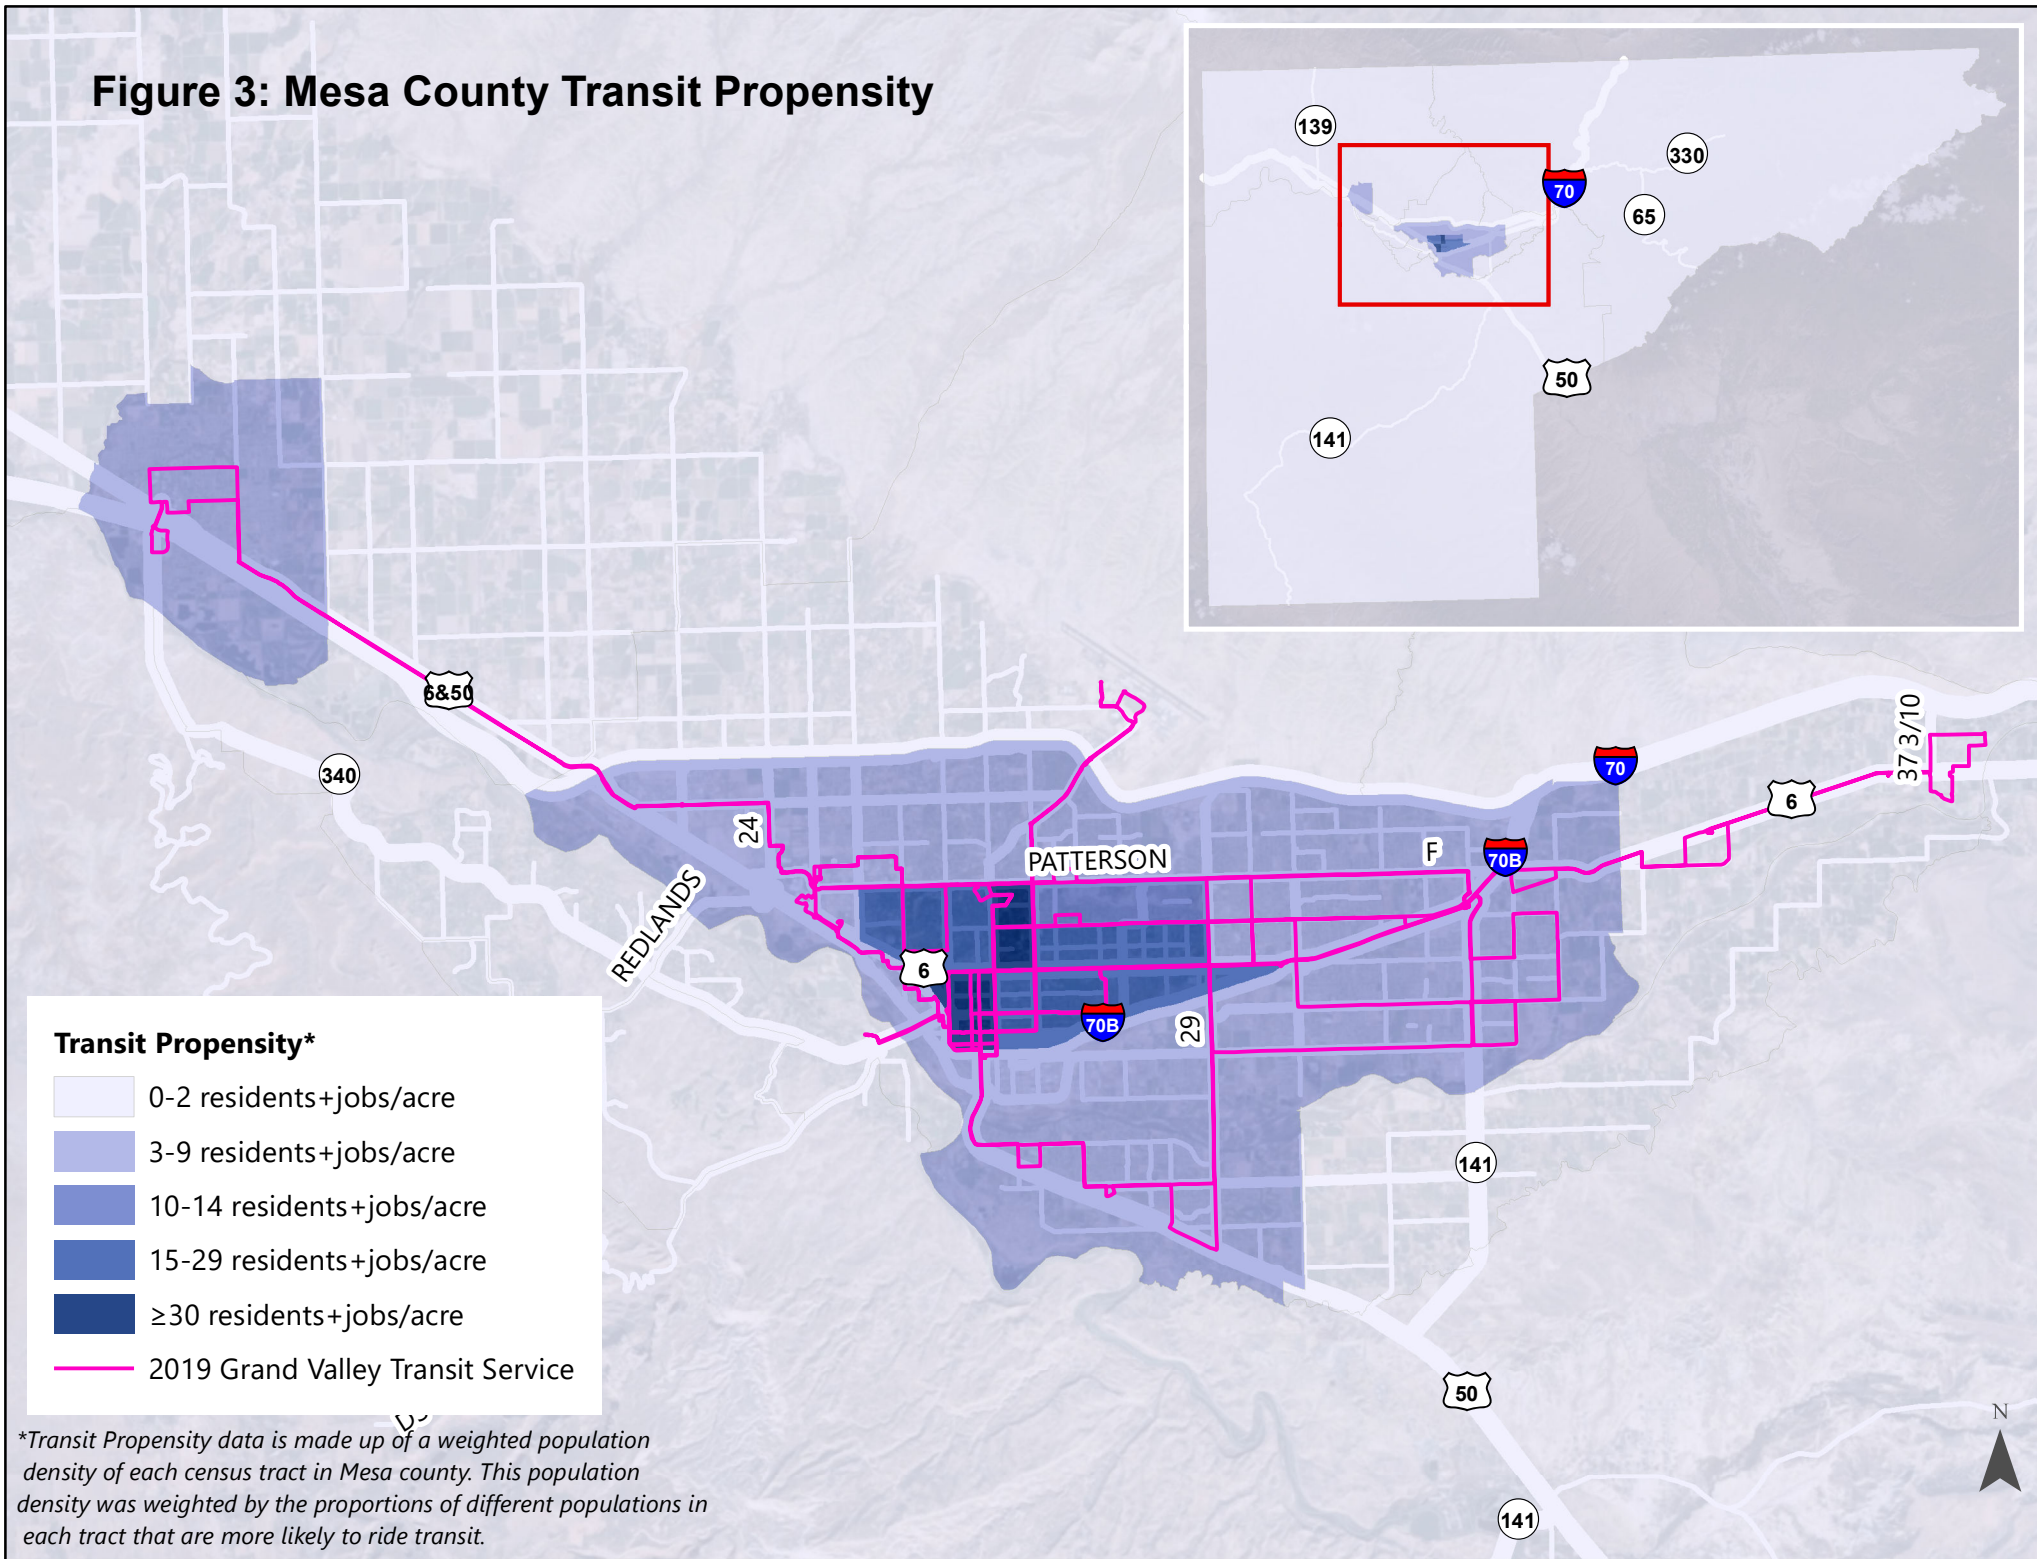 Figure 3: Mesa County Transit Propensity
139
330
70
65
50
141
6&50
340
37 3/10
70
6
24
PATTERSON
F
70B
REDLANDS
6
70B
29
141
50
141
N
Transit Propensity*
0-2 residents+jobs/acre
3-9 residents+jobs/acre
10-14 residents+jobs/acre
15-29 residents+jobs/acre
≥30 residents+jobs/acre
2019 Grand Valley Transit Service
*Transit Propensity data is made up of a weighted population
density of each census tract in Mesa county. This population
density was weighted by the proportions of different populations in
each tract that are more likely to ride transit.